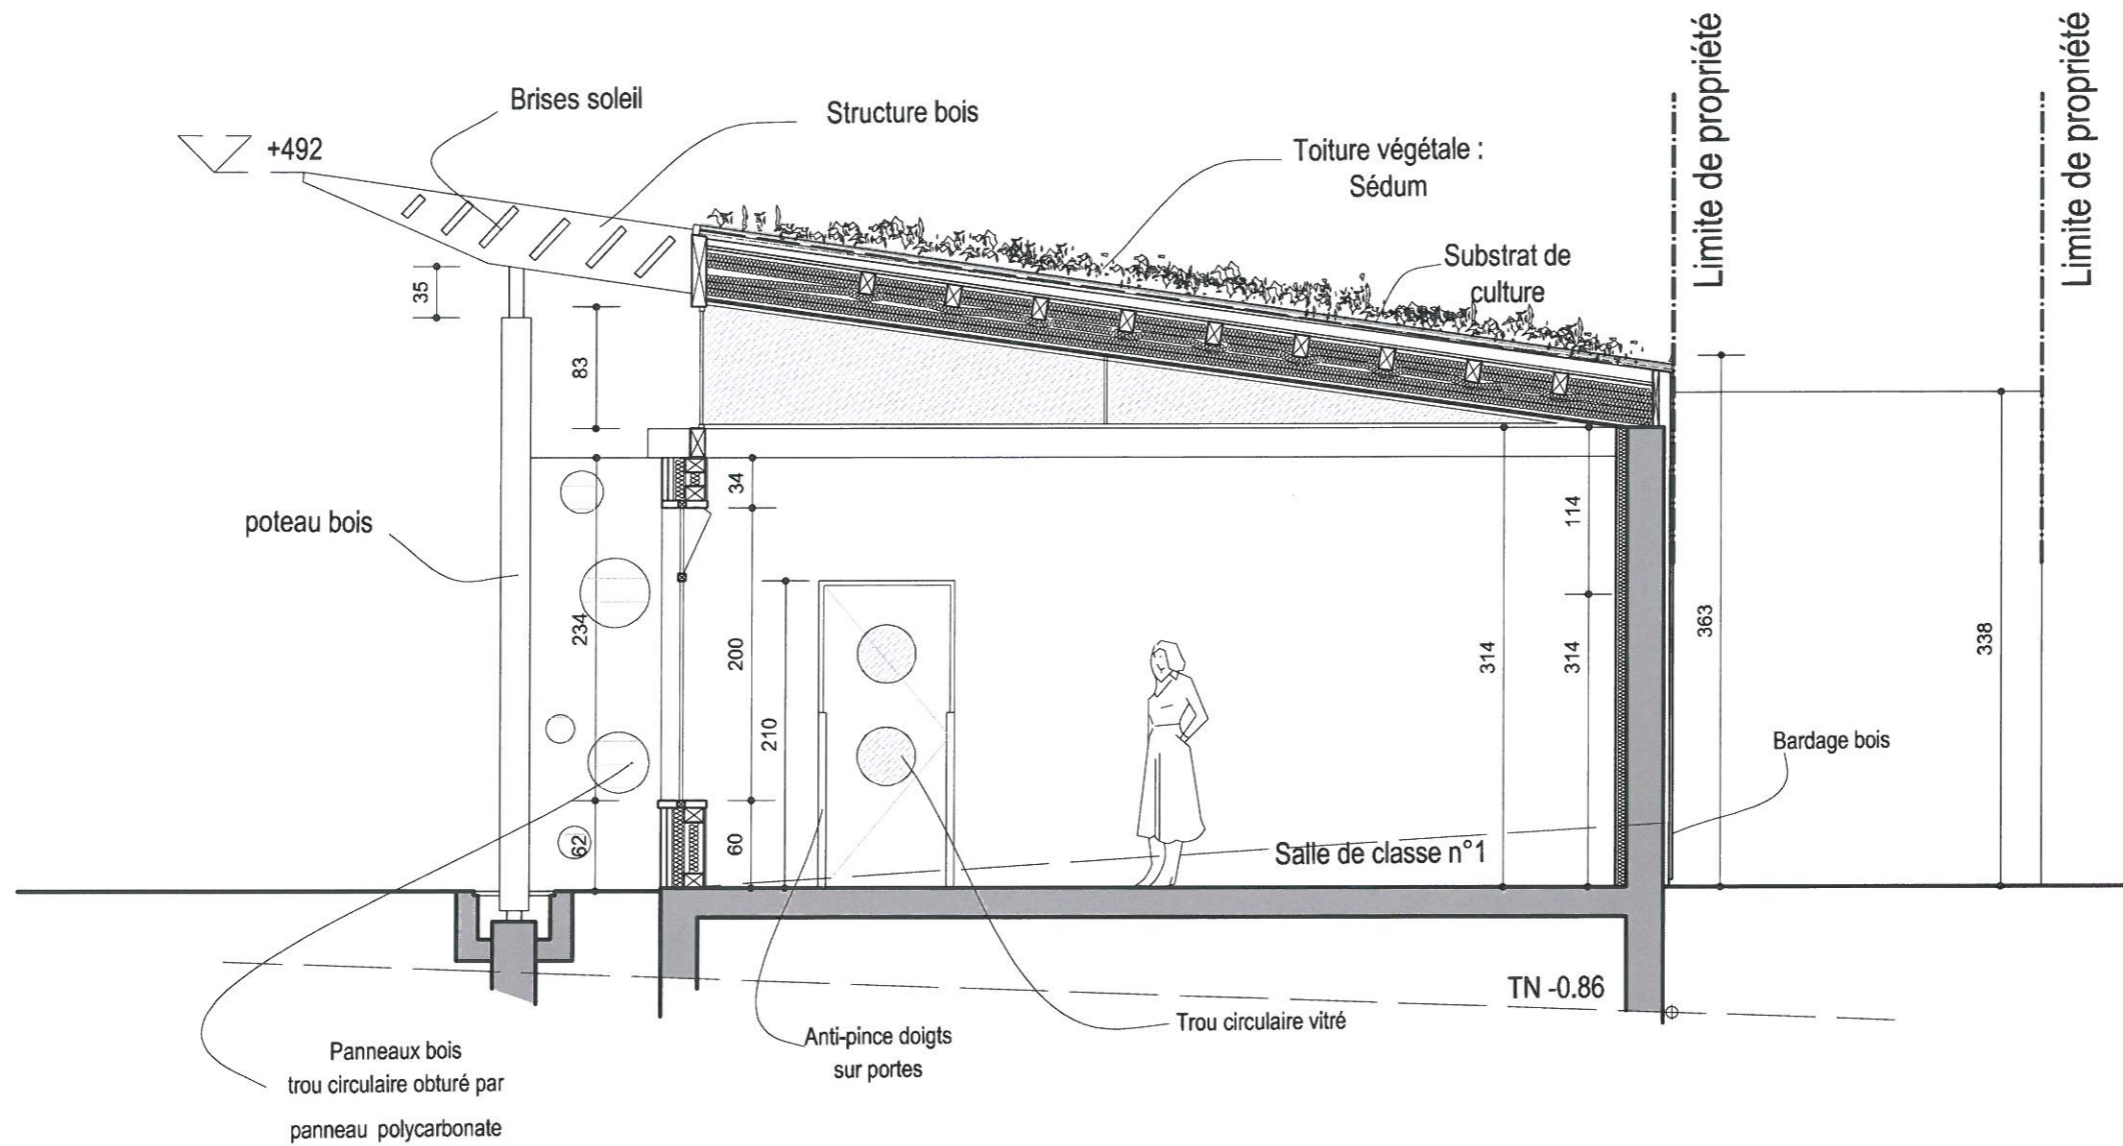 Limite de propriété
Limite de propriété
Brises soleil
Structure bois
+492
Toiture végétale :
Sédum
Substrat de
culture
35
83
34
114
poteau bois
234
200
210
314
314
363
338
62
60
Bardage bois
Salle de classe n°1
TN -0.86
Trou circulaire vitré
Anti-pince doigts
sur portes
Panneaux bois
trou circulaire obturé par
panneau polycarbonate